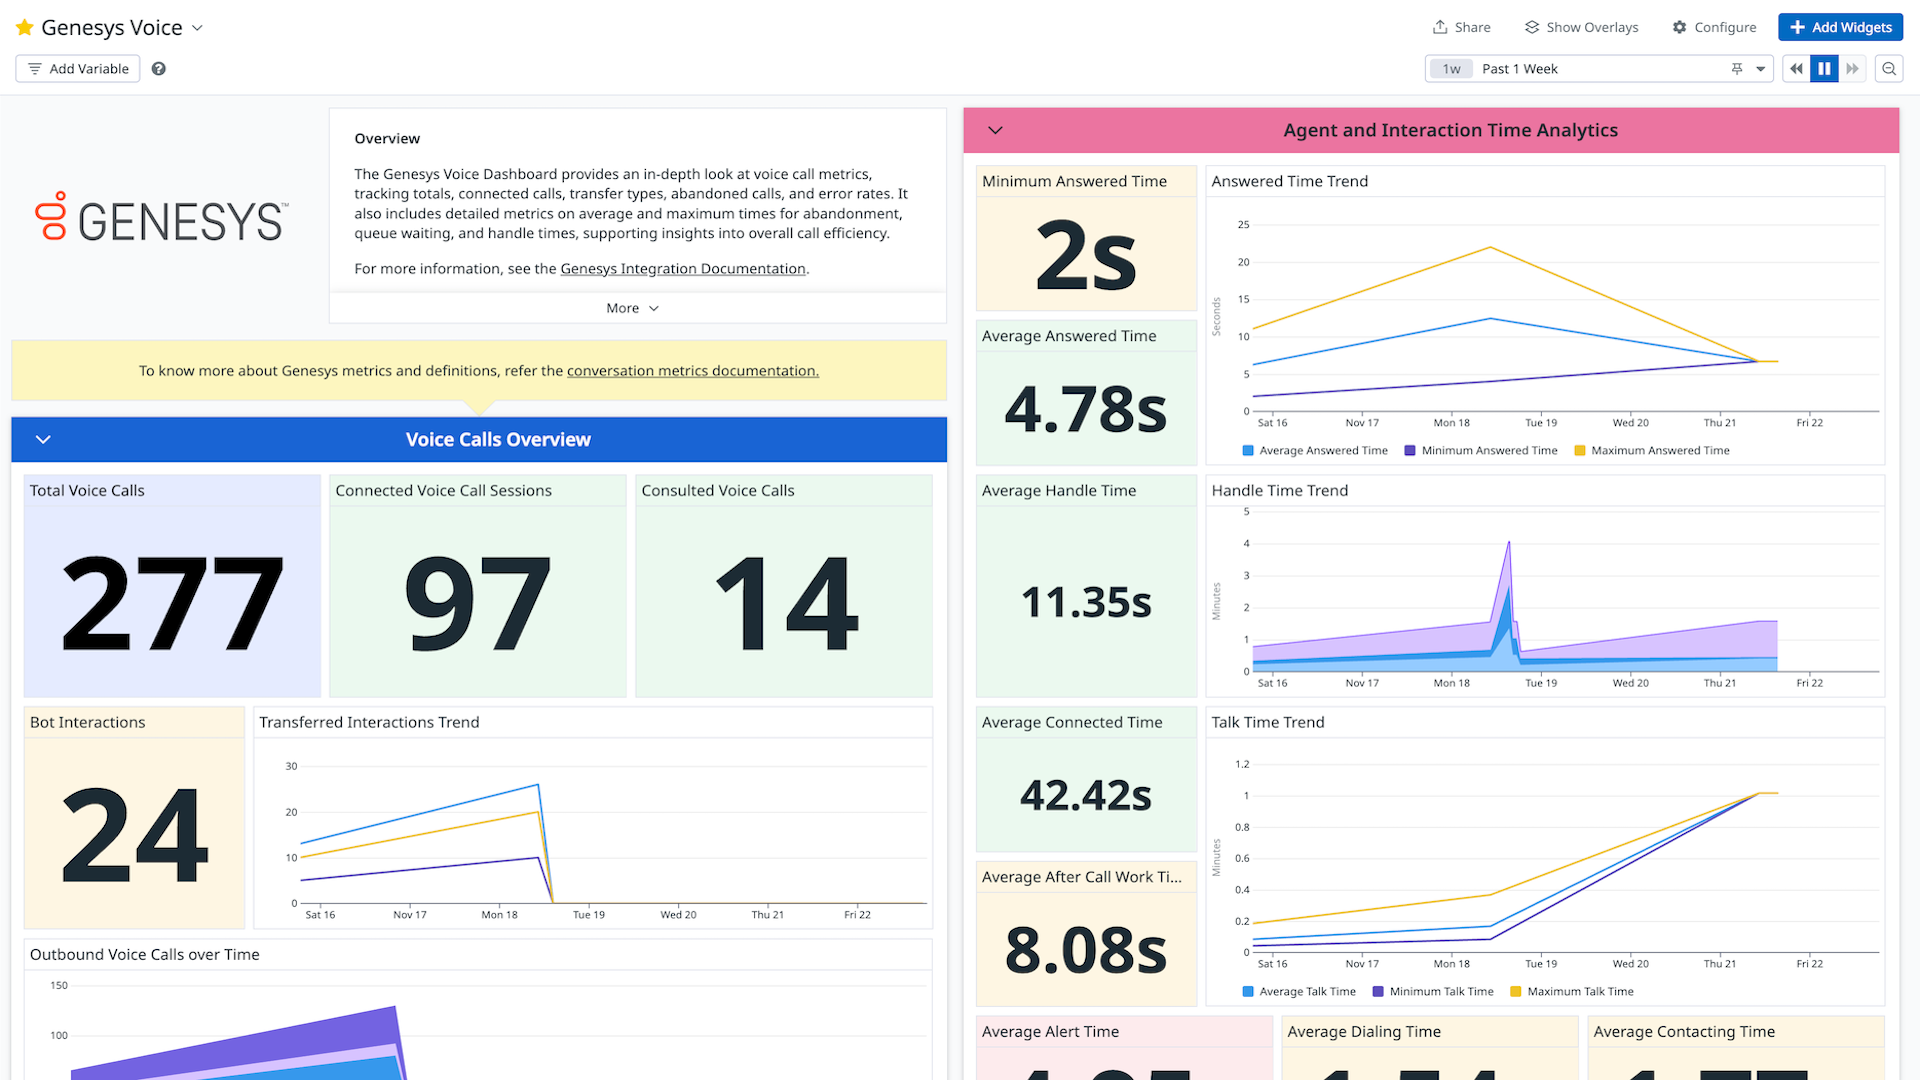 Genesys Voice
Share
Show Overlays
Configure
Add Widgets
Add Variable
1w Past 1 Week
GENESYS™
Overview
The Genesys Voice Dashboard provides an in-depth look at voice call metrics,
tracking totals, connected calls, transfer types, abandoned calls, and error rates. It
also includes detailed metrics on average and maximum times for abandonment,
queue waiting, and handle times, supporting insights into overall call efficiency.
For more information, see the Genesys Integration Documentation.
More
To know more about Genesys metrics and definitions, refer the conversation metrics documentation.
Voice Calls Overview
Total Voice Calls
277
Connected Voice Call Sessions
97
Consulted Voice Calls
14
Bot Interactions
24
Transferred Interactions Trend
30
20
10
0
Sat 16 Nov 17 Mon 18 Tue 19 Wed 20 Thu 21 Fri 22
Outbound Voice Calls over Time
150
100
Agent and Interaction Time Analytics
Minimum Answered Time
2s
Answered Time Trend
Seconds
25
20
15
10
5
0
Sat 16 Nov 17 Mon 18 Tue 19 Wed 20 Thu 21 Fri 22
Average Answered Time Minimum Answered Time Maximum Answered Time
Average Answered Time
4.78s
Average Handle Time
11.35s
Handle Time Trend
Minutes
5
4
3
2
1
0
Sat 16 Nov 17 Mon 18 Tue 19 Wed 20 Thu 21 Fri 22
Average Connected Time
42.42s
Talk Time Trend
Minutes
1.2
1
0.8
0.6
0.4
0.2
0
Sat 16 Nov 17 Mon 18 Tue 19 Wed 20 Thu 21 Fri 22
Average Talk Time Minimum Talk Time Maximum Talk Time
Average After Call Work Ti...
8.08s
Average Alert Time
Average Dialing Time
Average Contacting Time